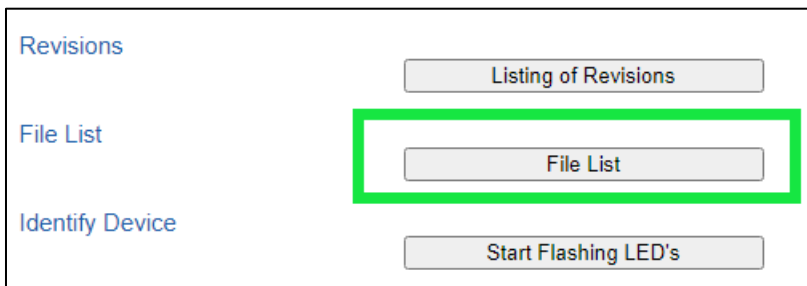 Revisions
Listing of Revisions
File List
File List
Identify Device
Start Flashing LED's